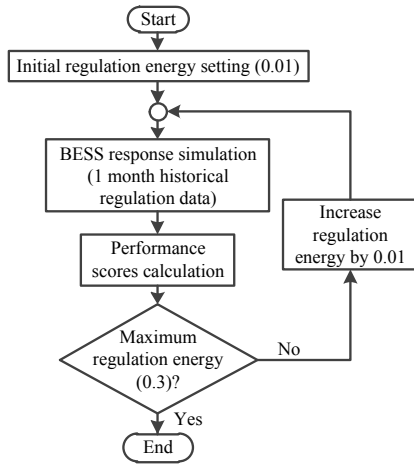 Start
Initial regulation energy setting (0.01)
BESS response simulation
(1 month historical
regulation data)
Performance
scores calculation
Increase
regulation
energy by 0.01
Maximum
regulation energy
(0.3)?
No
Yes
End